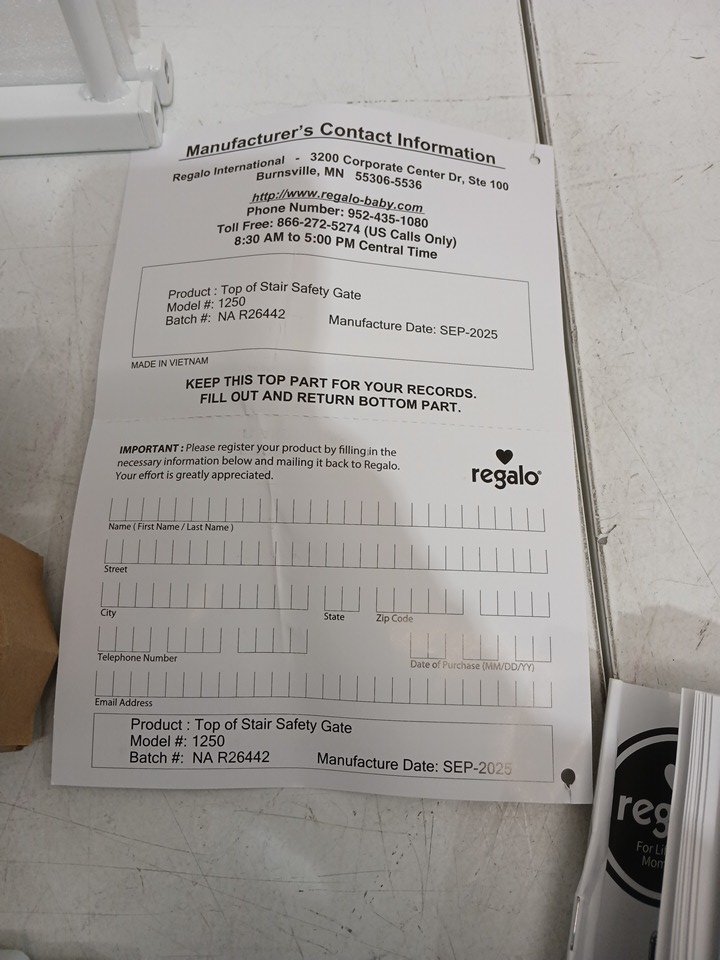 Manufacturer's Contact Information
Regalo International - 3200 Corporate Center Dr, Ste 100
Burnsville, MN 55306-5536
http://www.regalo-baby.com
Phone Number: 952-435-1080
Toll Free: 866-272-5274 (US Calls Only)
8:30 AM to 5:00 PM Central Time
Product : Top of Stair Safety Gate
Model #: 1250
Batch #: NA R26442 Manufacture Date: SEP-2025
MADE IN VIETNAM
KEEP THIS TOP PART FOR YOUR RECORDS.
FILL OUT AND RETURN BOTTOM PART.
IMPORTANT : Please register your product by filling in the
necessary information below and mailing it back to Regalo.
Your effort is greatly appreciated.
regalo®
Name ( First Name / Last Name )
Street
City State Zip Code
Telephone Number Date of Purchase (MM/DD/YY)
Email Address
Product : Top of Stair Safety Gate
Model #: 1250
Batch #: NA R26442 Manufacture Date: SEP-2025
reg
For Li
Mom